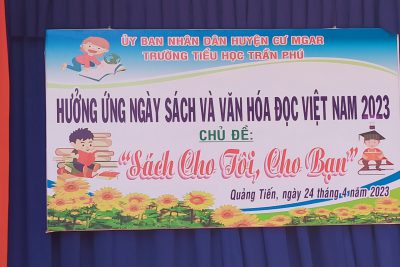 ỦY BAN NHÂN DÂN HUYỆN CƯ MGAR
TRƯỜNG TIỂU HỌC TRẦN PHÚ
HƯỞNG ỨNG NGÀY SÁCH VÀ VĂN HÓA ĐỌC VIỆT NAM 2023
CHỦ ĐỀ:
"Sách Cho Tôi, Cho Bạn"
Quảng Tiến, ngày 24 tháng 4 năm 2023